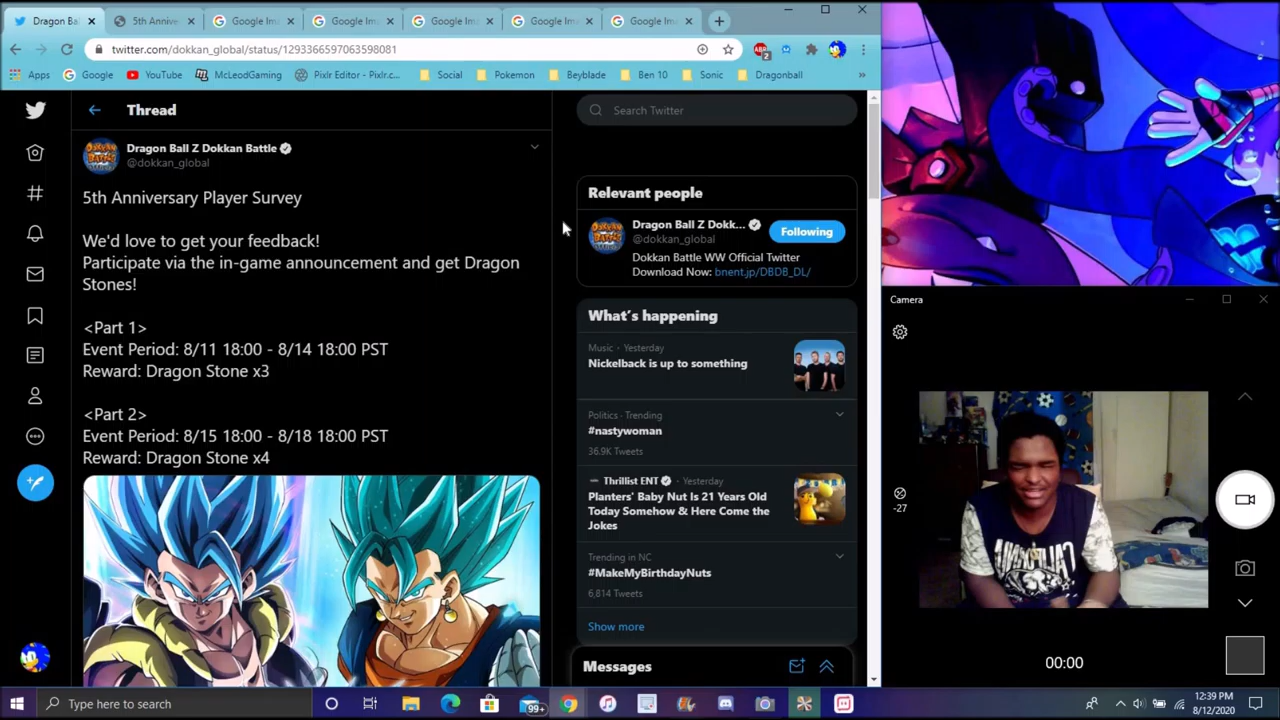 Dragon Bal
5th Annive
Google Im
Google Ima
Google Im
Google Im
Google Im
twitter.com/dokkan_global/status/1293366597063598081
ABP
2
Apps
Google
YouTube
McLeodGaming
Pixlr Editor - Pixlr.c...
Social
Pokemon
Beyblade
Ben 10
Sonic
Dragonball
»
Thread
Search Twitter
Dragon Ball Z Dokkan Battle
@dokkan_global
5th Anniversary Player Survey
We'd love to get your feedback!
Participate via the in-game announcement and get Dragon
Stones!
<Part 1>
Event Period: 8/11 18:00 - 8/14 18:00 PST
Reward: Dragon Stone x3
<Part 2>
Event Period: 8/15 18:00 - 8/18 18:00 PST
Reward: Dragon Stone x4
Relevant people
Dragon Ball Z Dokk...
@dokkan_global
Following
Dokkan Battle WW Official Twitter
Download Now: bnent.jp/DBDB_DL/
What's happening
Music · Yesterday
Nickelback is up to something
Politics · Trending
#nastywoman
36.9K Tweets
Thrillist ENT · Yesterday
Planters' Baby Nut Is 21 Years Old
Today Somehow & Here Come the
Jokes
Trending in NC
#MakeMyBirthdayNuts
6,814 Tweets
Show more
Messages
Camera
-27
CALIFORNIA
00:00
Type here to search
99+
12:39 PM
8/12/2020